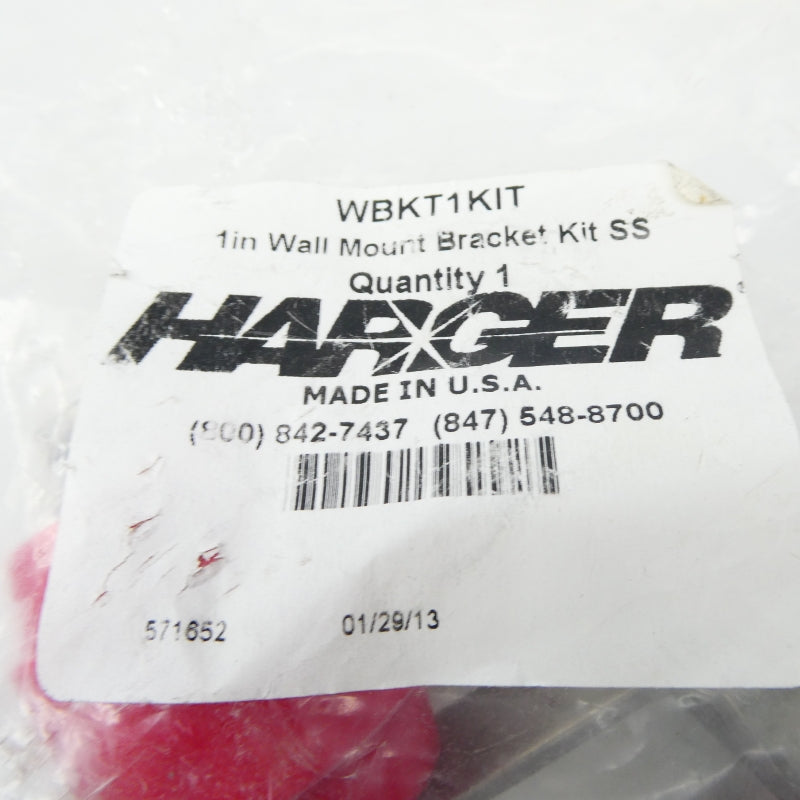 WBKT1KIT
1in Wall Mount Bracket Kit SS
Quantity 1
HARGER
MADE IN U.S.A.
(800) 842-7437 (847) 548-8700
571652 01/29/13